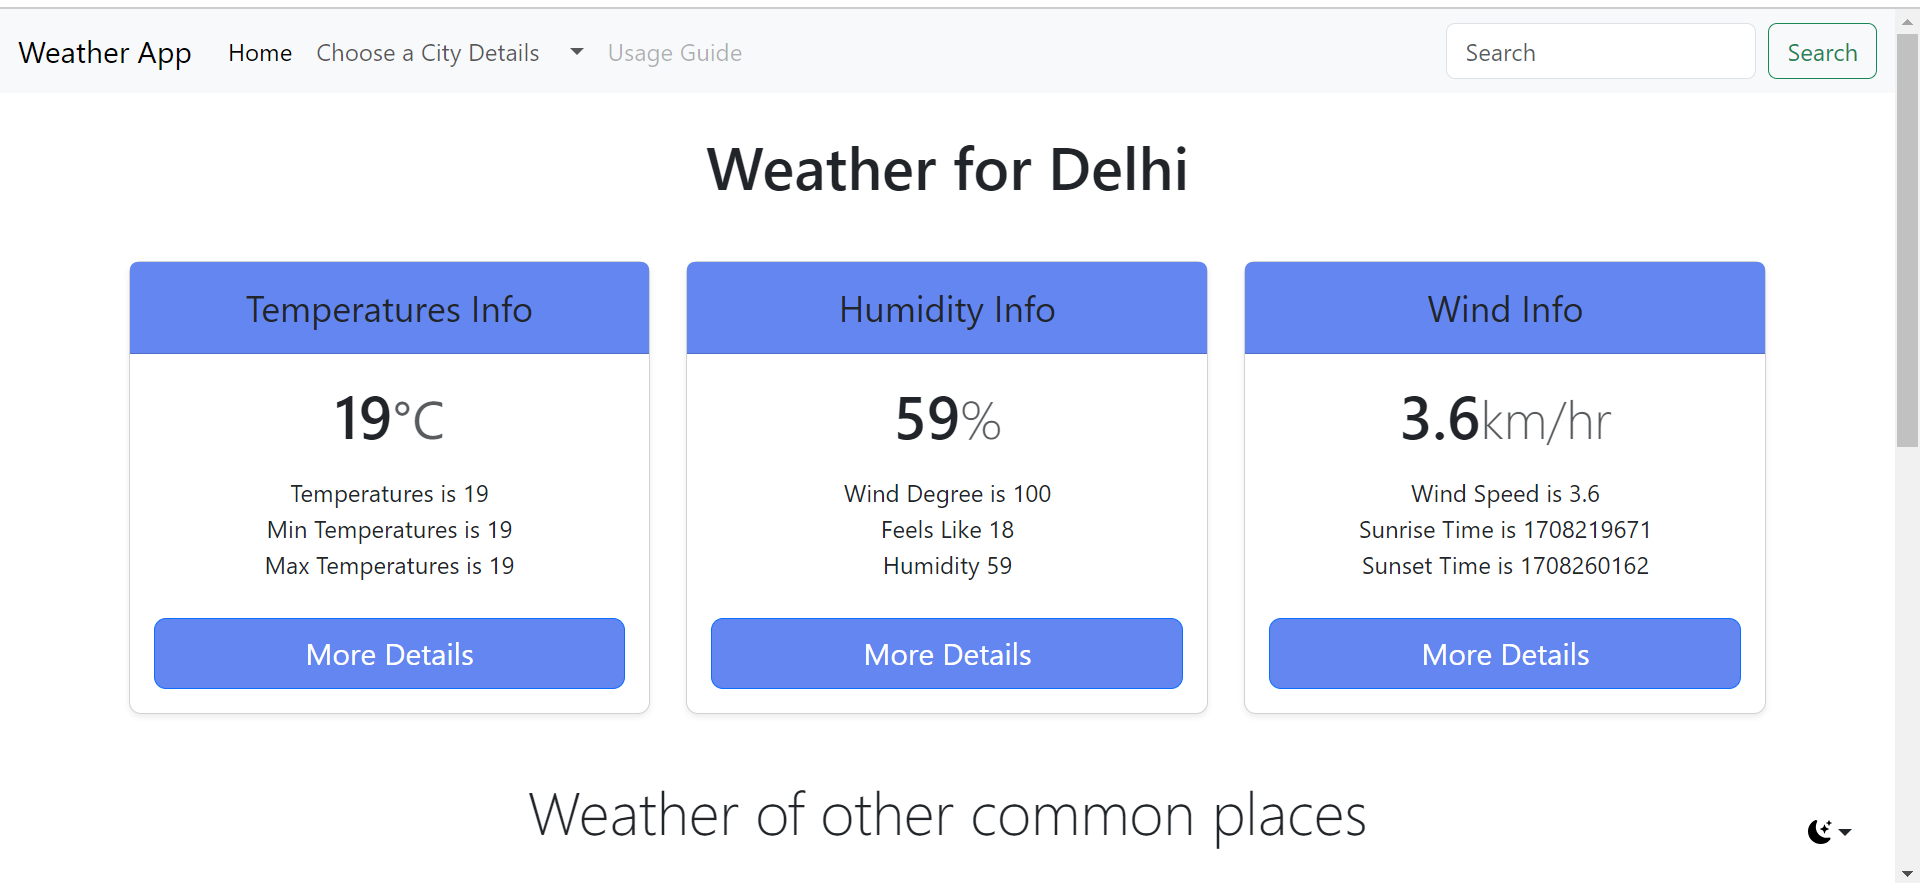 Weather App Home Choose a City Details Usage Guide Search Search
Weather for Delhi
Temperatures Info
19°C
Temperatures is 19
Min Temperatures is 19
Max Temperatures is 19
More Details
Humidity Info
59%
Wind Degree is 100
Feels Like 18
Humidity 59
More Details
Wind Info
3.6km/hr
Wind Speed is 3.6
Sunrise Time is 1708219671
Sunset Time is 1708260162
More Details
Weather of other common places